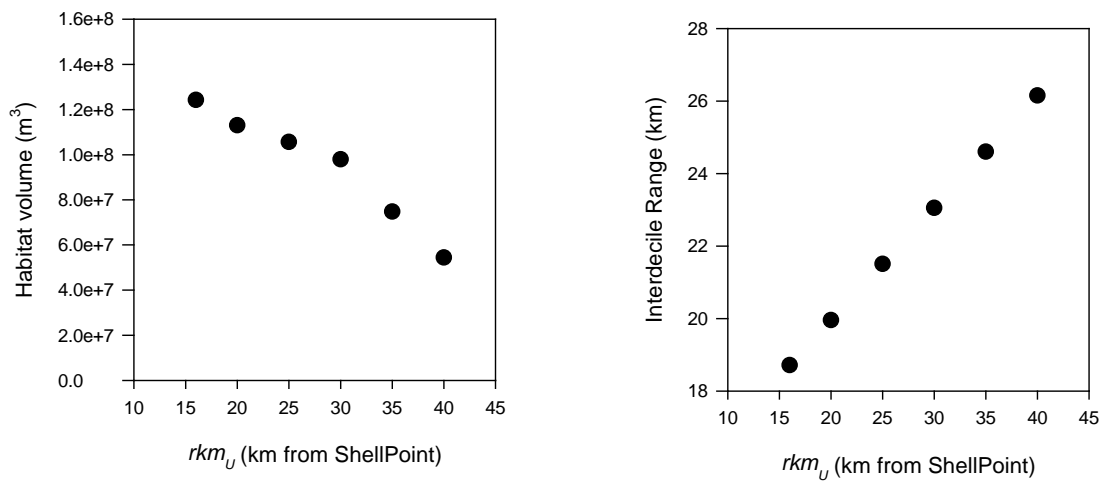 Habitat volume (m³)
1.6e+8
1.4e+8
1.2e+8
1.0e+8
8.0e+7
6.0e+7
4.0e+7
2.0e+7
0.0
10 15 20 25 30 35 40 45
rkm_U (km from ShellPoint)
Interdecile Range (km)
28
26
24
22
20
18
10 15 20 25 30 35 40 45
rkm_U (km from ShellPoint)